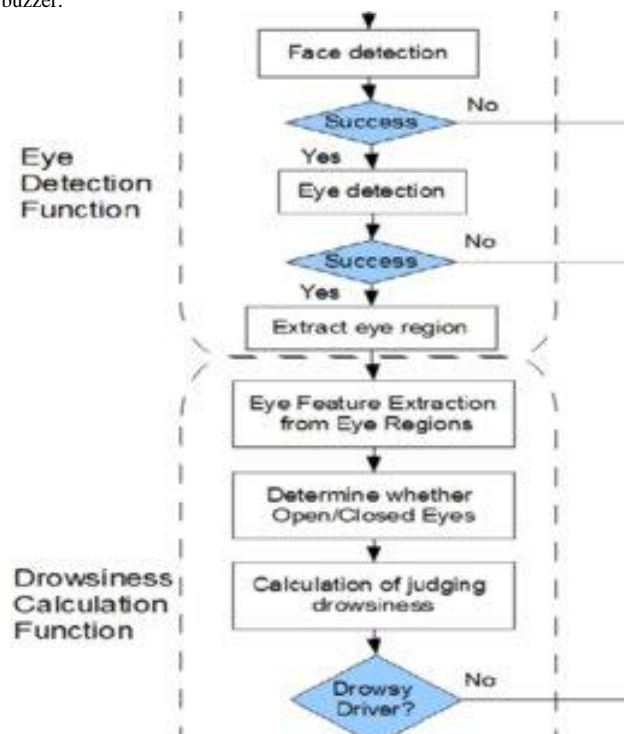 buzzer.
Face detection
Success
No
Yes
Eye detection
Success
No
Yes
Extract eye region
Eye
Detection
Function
Eye Feature Extraction
from Eye Regions
Determine whether
Open/Closed Eyes
Calculation of judging
drowsiness
Drowsiness
Calculation
Function
Drowsy
Driver?
No